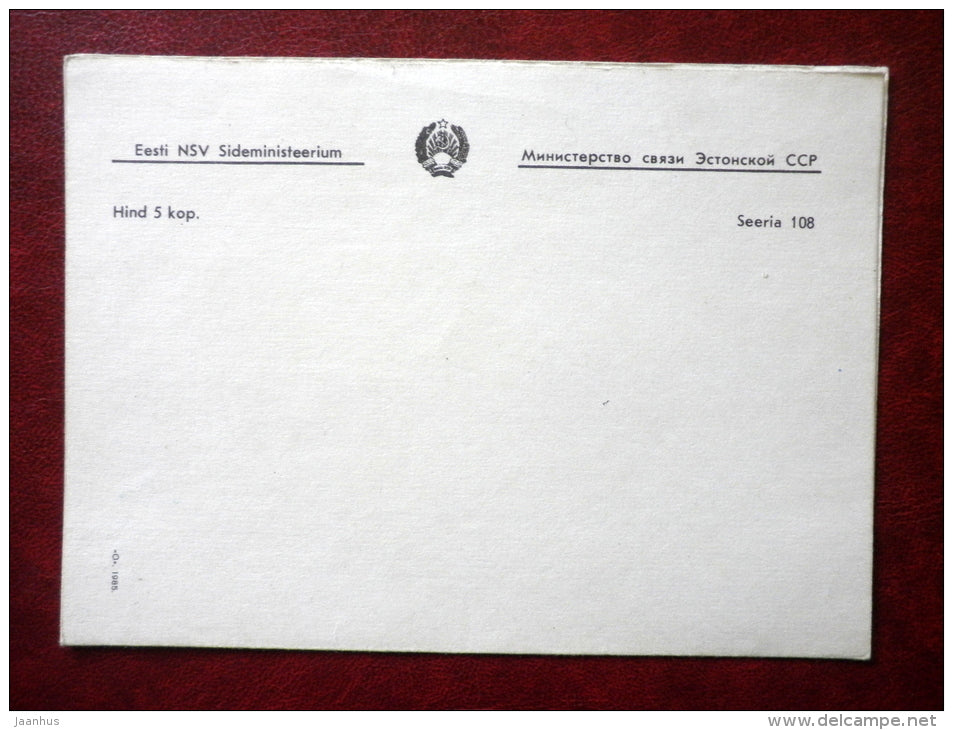 Eesti NSV Sideministeerium
Министерство связи Эстонской ССР
Hind 5 kop.
Seeria 108
«O», 1985.
jaanhus
www.delcampe.net